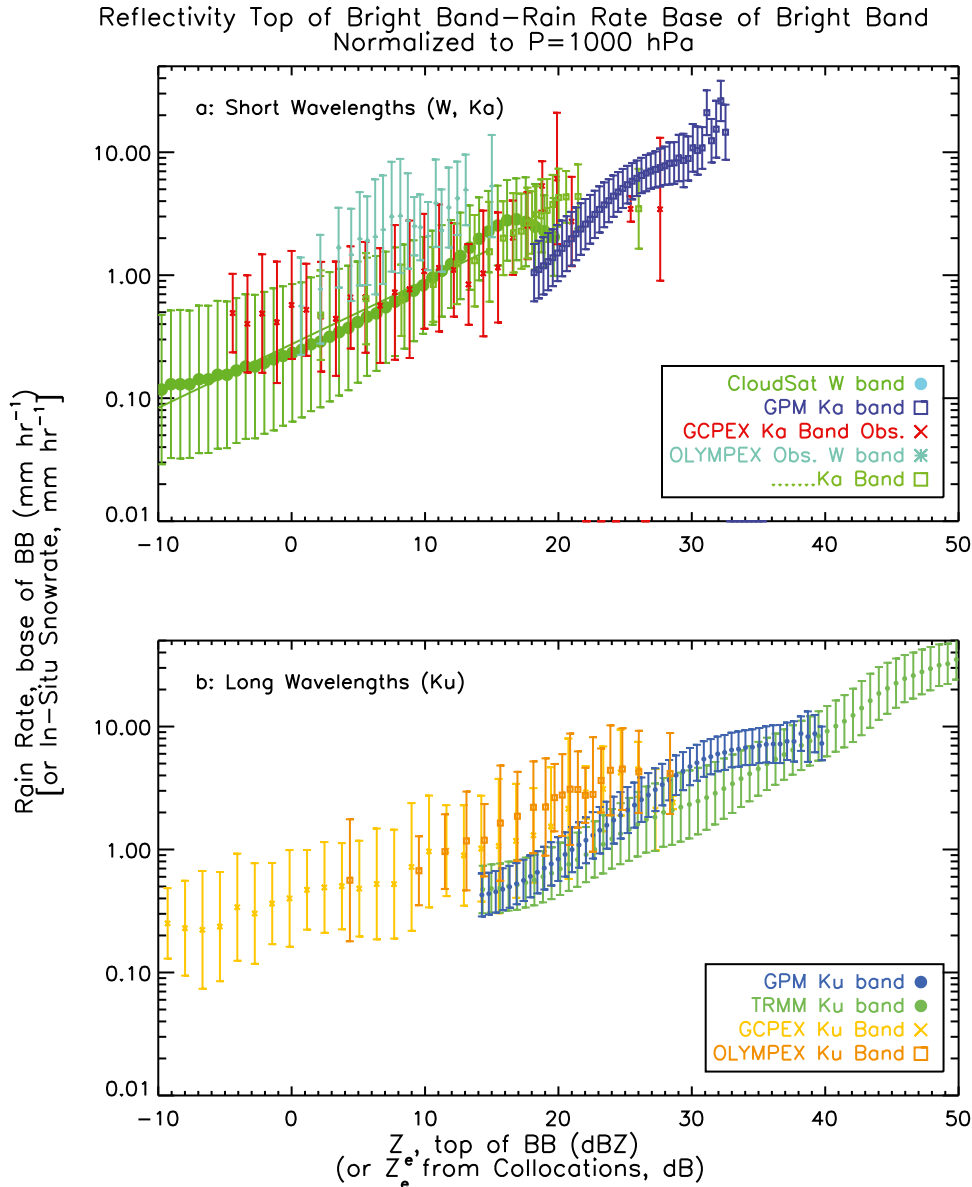 Reflectivity Top of Bright Band-Rain Rate Base of Bright Band
Normalized to P=1000 hPa
a: Short Wavelengths (W, Ka)
10.00
1.00
0.10
0.01
CloudSat W band
GPM Ka band
GCPEX Ka Band Obs.
OLYMPEX Obs. W band
.......Ka Band
-10 0 10 20 30 40 50
Rain Rate, base of BB (mm hr⁻¹)
[or In-Situ Snowrate, mm hr⁻¹]
b: Long Wavelengths (Ku)
10.00
1.00
0.10
0.01
GPM Ku band
TRMM Ku band
GCPEX Ku Band
OLYMPEX Ku Band
-10 0 10 20 30 40 50
Zₑ, top of BB (dBZ)
(or Zₑ from Collocations, dB)